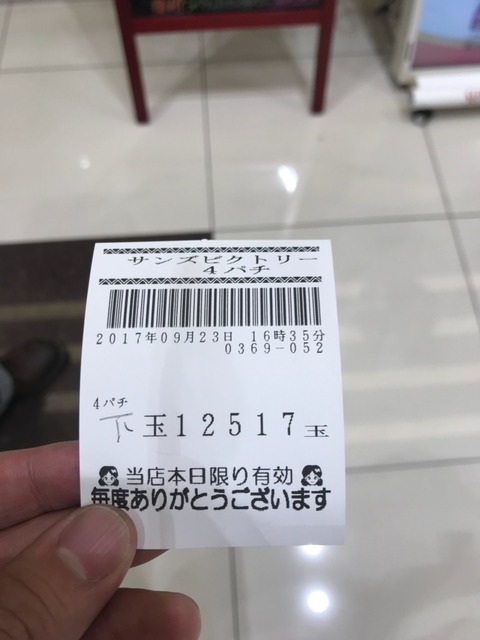 サンズビクトリー
4パチ
2017年09月23日 16時35分
0369-052
4パチ
下玉12517玉
当店本日限り有効
毎度ありがとうございます